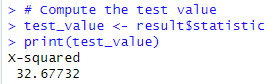 > # Compute the test value
> test_value <- result$statistic
> print(test_value)
X-squared
32.67732